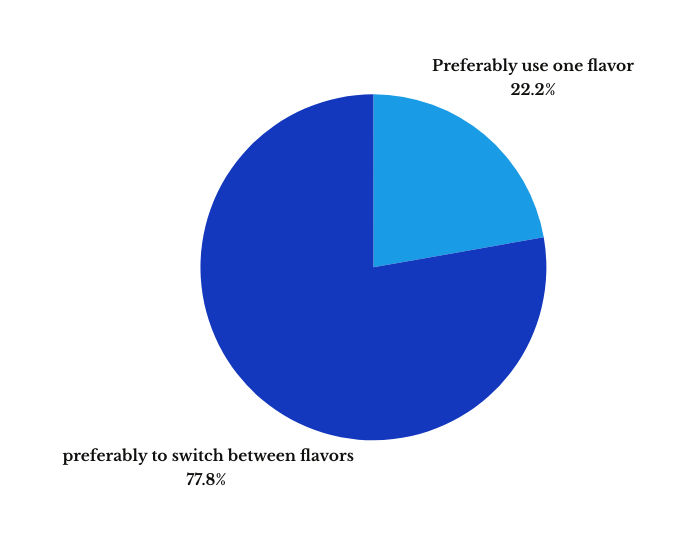 Preferably use one flavor
22.2%
preferably to switch between flavors
77.8%